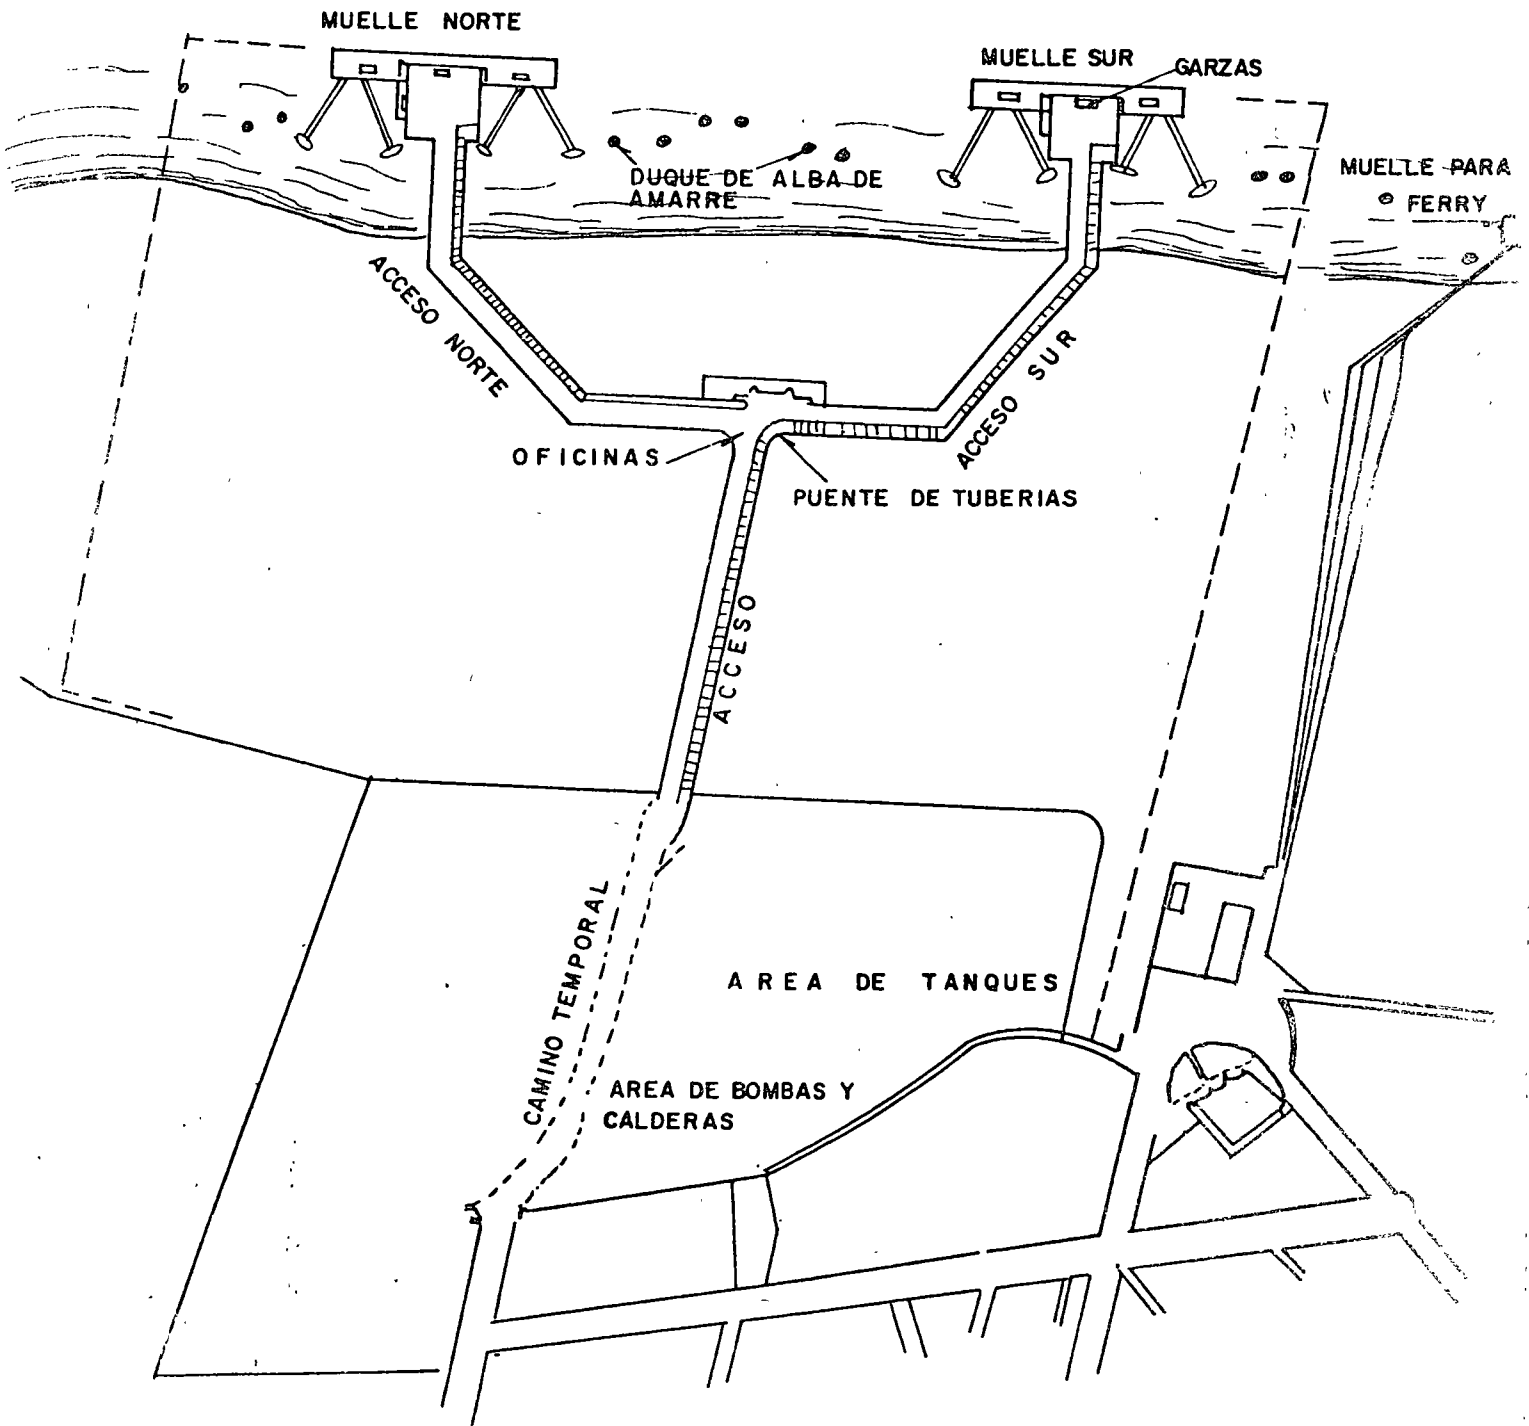 MUELLE NORTE
MUELLE SUR
GARZAS
DUQUE DE ALBA DE
AMARRE
MUELLE PARA
FERRY
ACCESO NORTE
ACCESO SUR
OFICINAS
PUENTE DE TUBERIAS
ACCESO
CAMINO TEMPORAL
AREA DE TANQUES
AREA DE BOMBAS Y
CALDERAS